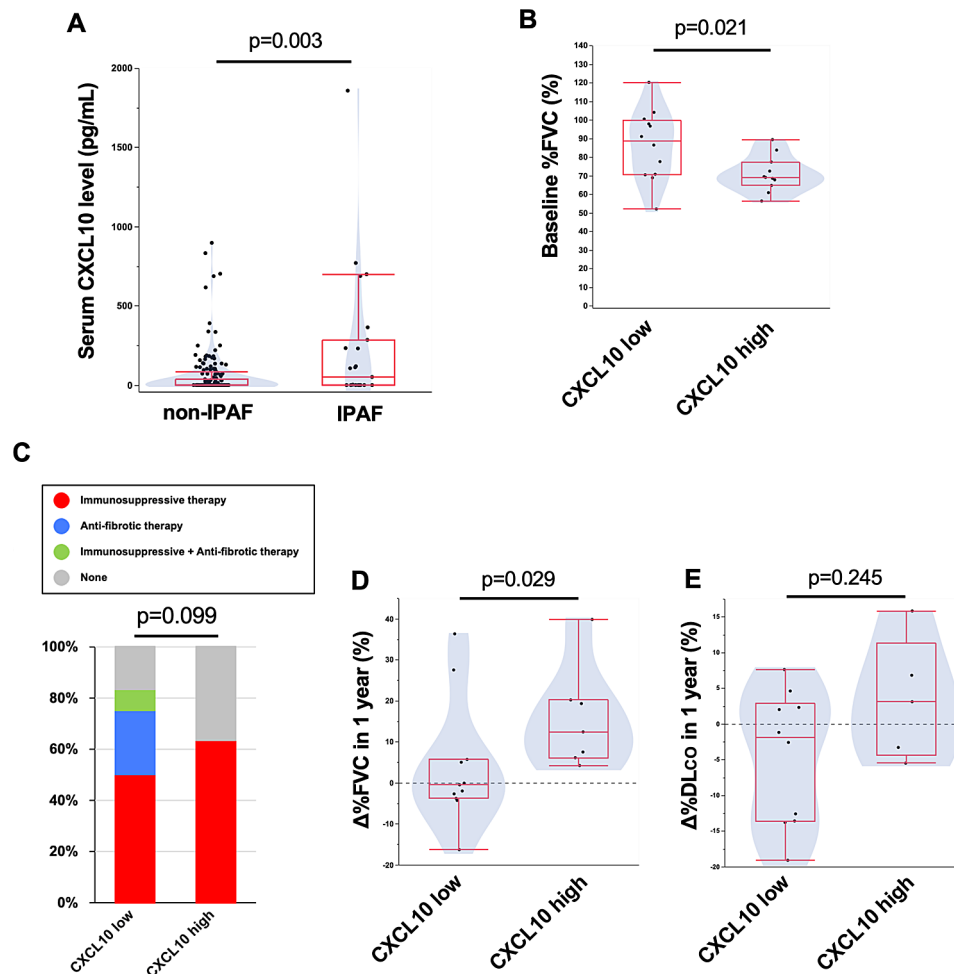 A
p=0.003
Serum CXCL10 level (pg/mL)
2000
1500
1000
500
0
non-IPAF
IPAF
B
p=0.021
Baseline %FVC (%)
140
130
120
110
100
90
80
70
60
50
40
30
20
10
0
CXCL10 low
CXCL10 high
C
Immunosuppressive therapy
Anti-fibrotic therapy
Immunosuppressive + Anti-fibrotic therapy
None
p=0.099
100%
80%
60%
40%
20%
0%
CXCL10 low
CXCL10 high
D
p=0.029
Δ%FVC in 1 year (%)
40
30
20
10
0
-10
-20
CXCL10 low
CXCL10 high
E
p=0.245
Δ%DLco in 1 year (%)
15
10
5
0
-5
-10
-15
-20
CXCL10 low
CXCL10 high